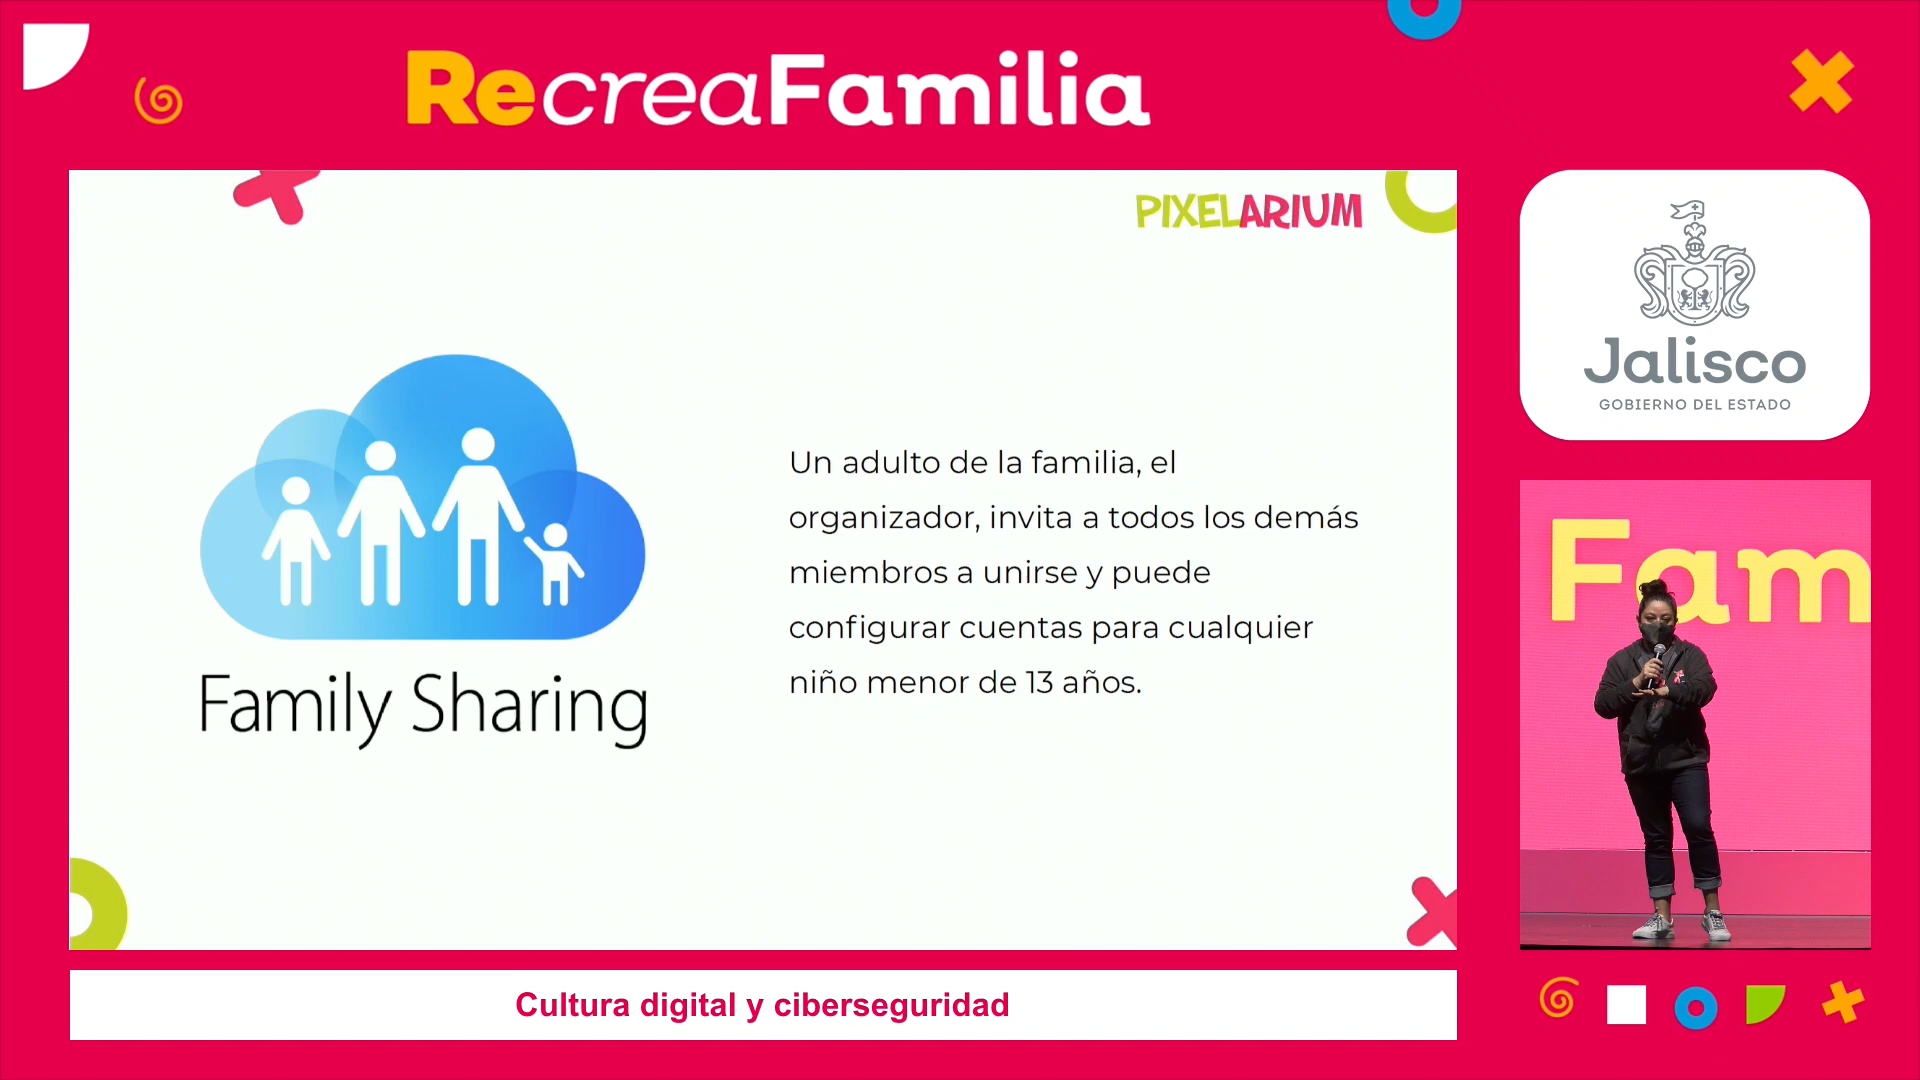 RecreaFamilia
PIXELARIUM
Un adulto de la familia, el
organizador, invita a todos los demás
miembros a unirse y puede
configurar cuentas para cualquier
niño menor de 13 años.
Family Sharing
Jalisco
GOBIERNO DEL ESTADO
Fam
Cultura digital y ciberseguridad